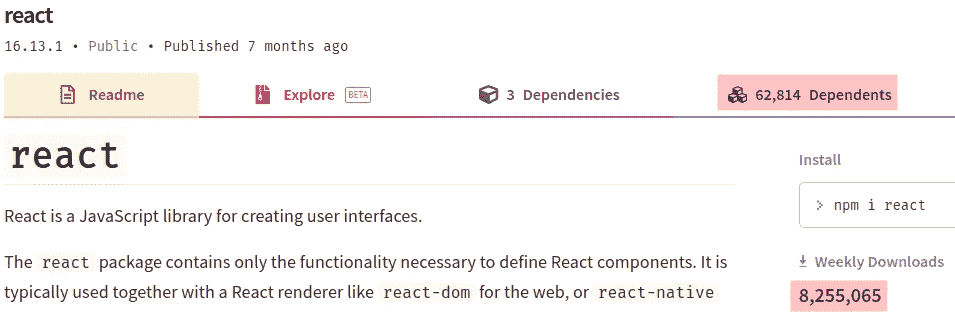 react
16.13.1 • Public • Published 7 months ago
Readme
Explore BETA
3 Dependencies
62,814 Dependents
react
React is a JavaScript library for creating user interfaces.
The react package contains only the functionality necessary to define React components. It is
typically used together with a React renderer like react-dom for the web, or react-native
Install
> npm i react
Weekly Downloads
8,255,065